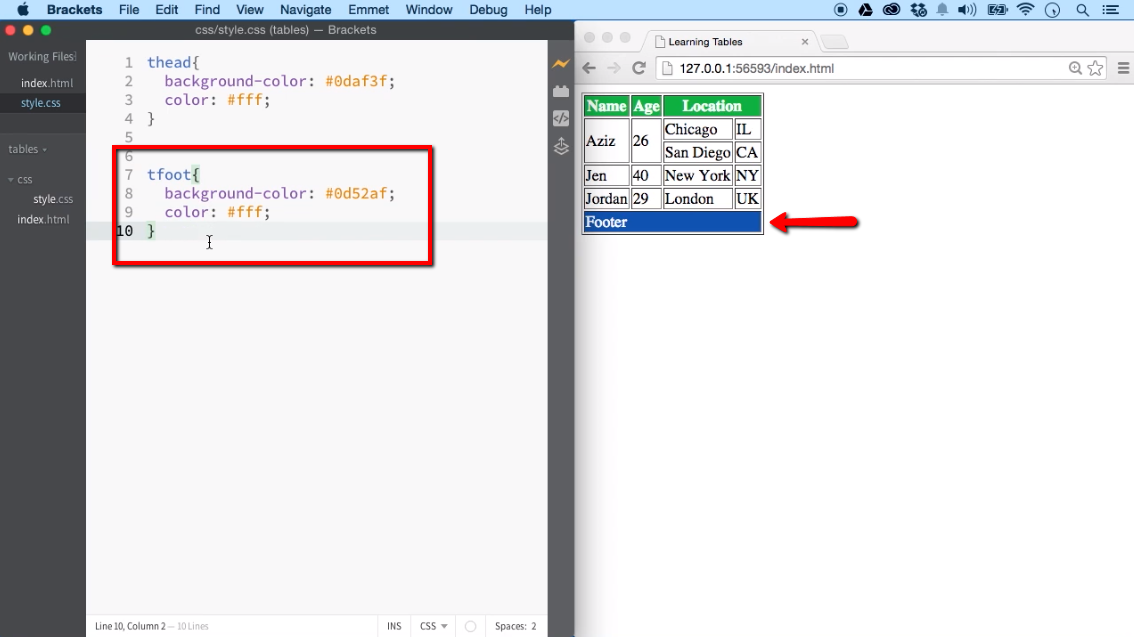 Brackets File Edit Find View Navigate Emmet Window Debug Help
css/style.css (tables) — Brackets
Working Files
index.html
style.css
tables
css
style.css
index.html
1 thead{
2 background-color: #0daf3f;
3 color: #fff;
4 }
5
6
7 tfoot{
8 background-color: #0d52af;
9 color: #fff;
10 }
Line 10, Column 2 — 10 Lines
INS CSS Spaces: 2
Learning Tables
127.0.0.1:56593/index.html
Name Age Location
Aziz 26 Chicago IL
San Diego CA
Jen 40 New York NY
Jordan 29 London UK
Footer